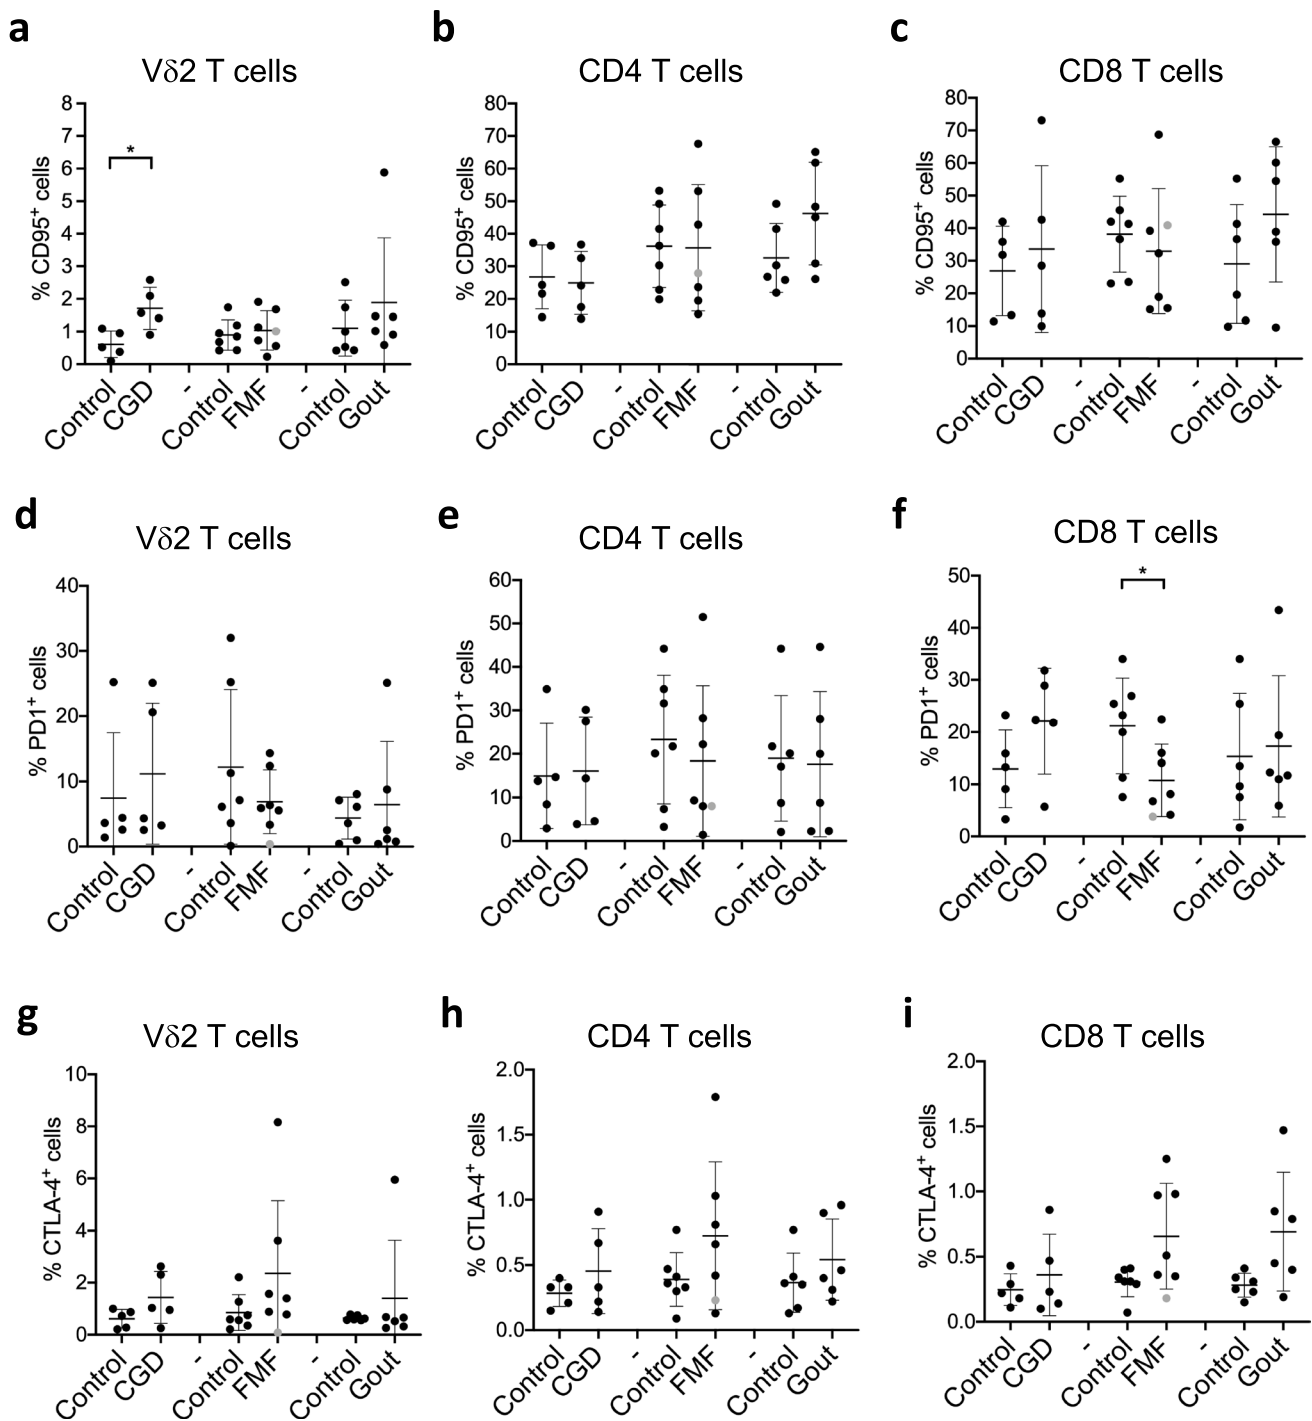 a
Vδ2 T cells
% CD95⁺ cells
8
7
6
5
4
3
2
1
0
*
Control
CGD
-
Control
FMF
-
Control
Gout
b
CD4 T cells
% CD95⁺ cells
80
70
60
50
40
30
20
10
0
Control
CGD
-
Control
FMF
-
Control
Gout
c
CD8 T cells
% CD95⁺ cells
80
70
60
50
40
30
20
10
0
Control
CGD
-
Control
FMF
-
Control
Gout
d
Vδ2 T cells
% PD1⁺ cells
40
30
20
10
0
Control
CGD
-
Control
FMF
-
Control
Gout
e
CD4 T cells
% PD1⁺ cells
60
50
40
30
20
10
0
Control
CGD
-
Control
FMF
-
Control
Gout
f
CD8 T cells
% PD1⁺ cells
50
40
30
20
10
0
*
Control
CGD
-
Control
FMF
-
Control
Gout
g
Vδ2 T cells
% CTLA-4⁺ cells
10
8
6
4
2
0
Control
CGD
-
Control
FMF
-
Control
Gout
h
CD4 T cells
% CTLA-4⁺ cells
2.0
1.5
1.0
0.5
0.0
Control
CGD
-
Control
FMF
-
Control
Gout
i
CD8 T cells
% CTLA-4⁺ cells
2.0
1.5
1.0
0.5
0.0
Control
CGD
-
Control
FMF
-
Control
Gout